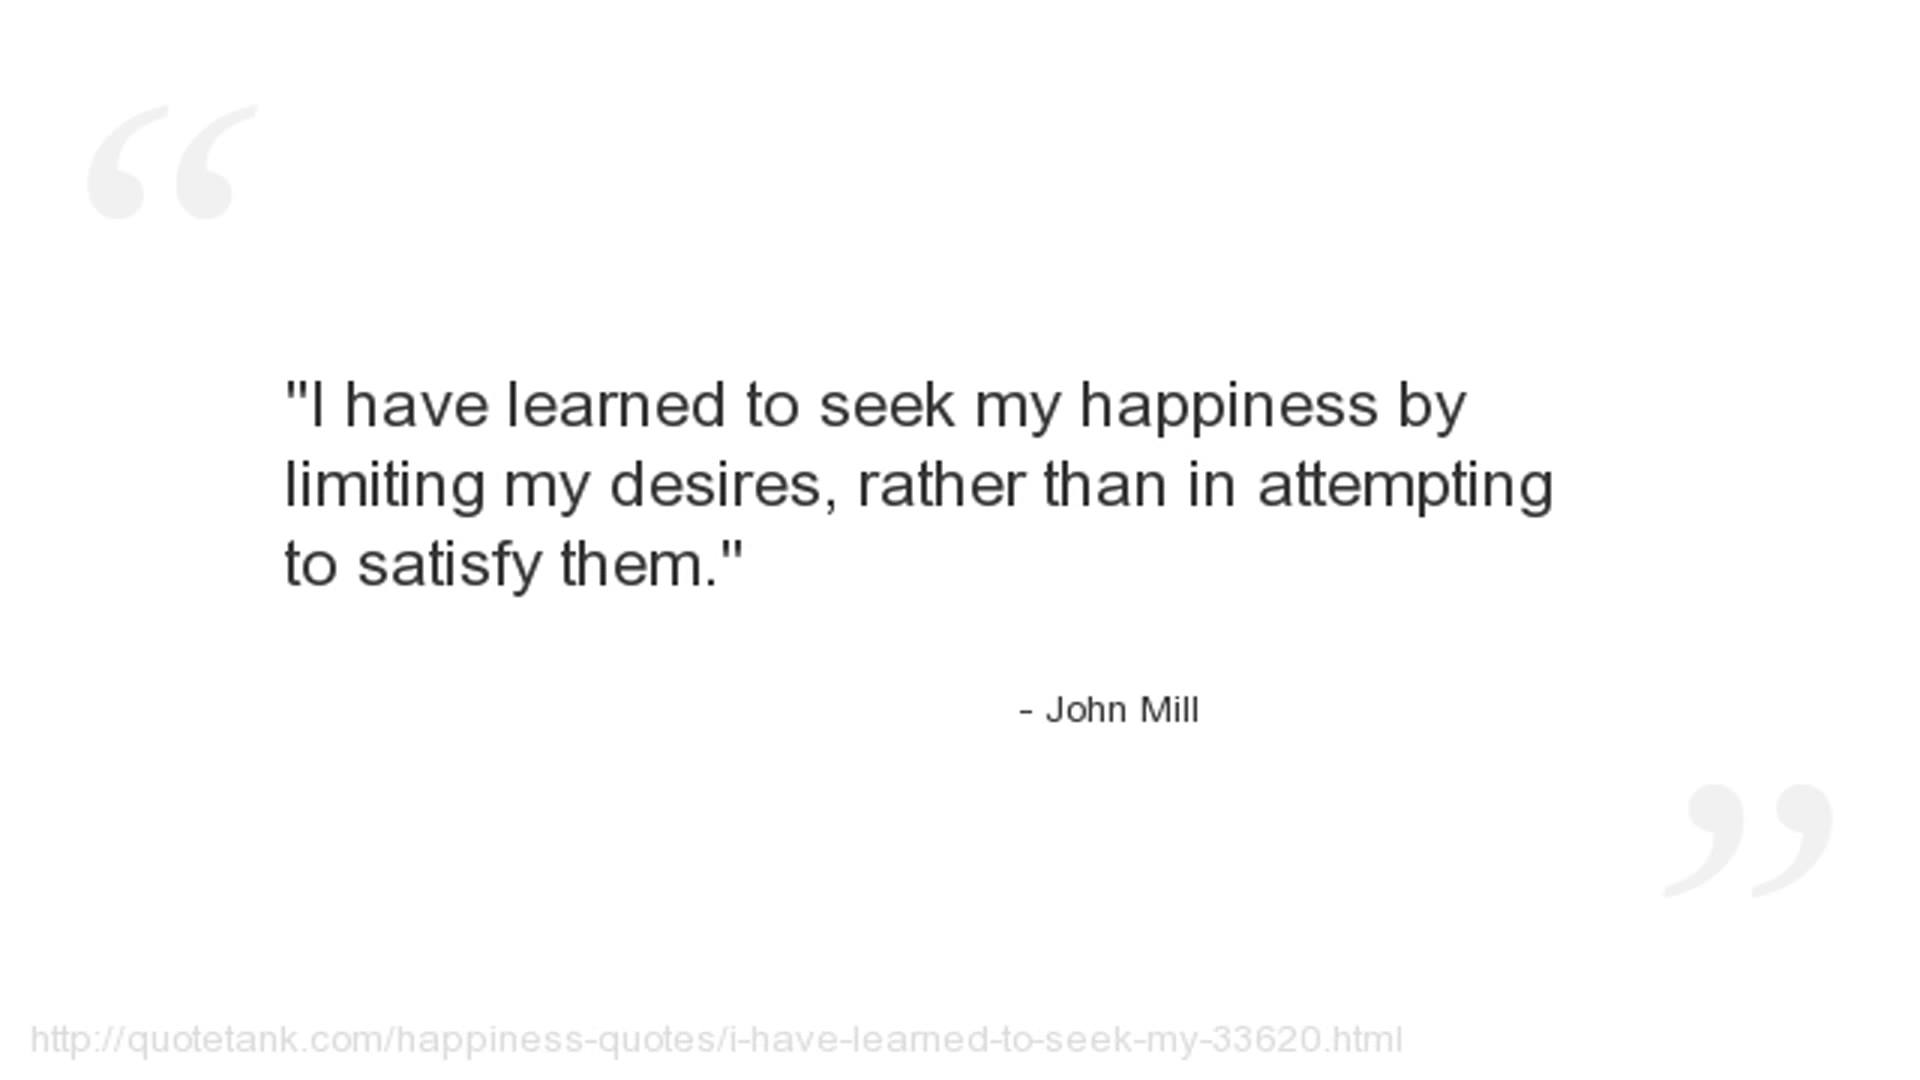 "I have learned to seek my happiness by
limiting my desires, rather than in attempting
to satisfy them."
- John Mill
http://quotetank.com/happiness-quotes/i-have-learned-to-seek-my-33620.html